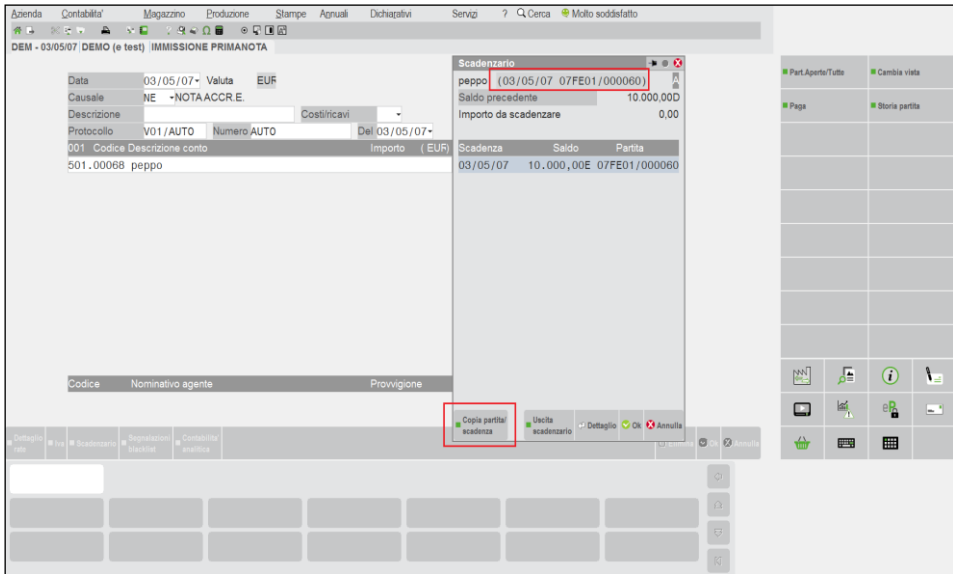 Azienda Contabilita' Magazzino Produzione Stampe Annuali Dichiarativi Servizi ? Cerca Molto soddisfatto
DEM - 03/05/07 DEMO (e test) IMMISSIONE PRIMANOTA
Data 03/05/07 Valuta EUR
Causale NE -NOTA ACCR.E.
Descrizione Costi/ricavi
Protocollo V01/AUTO Numero AUTO Del 03/05/07
001 Codice Descrizione conto Importo ( EUR)
501.00068 peppo
Codice Nominativo agente Provvigione
Scadenzario
peppo (03/05/07 07FE01/000060)
Saldo precedente 10.000,00D
Importo da scadenzare 0,00
Scadenza Saldo Partita
03/05/07 10.000,00E 07FE01/000060
Copia partita/
scadenza
Uscita
scadenzario
Dettaglio Ok Annulla
Dettaglio
rate
Iva Scadenzario
Segnalazioni
blacklist
Contabilita'
analitica
Elimina Ok Annulla
Part.Aperte/Tutte Cambia vista
Paga Storia partita